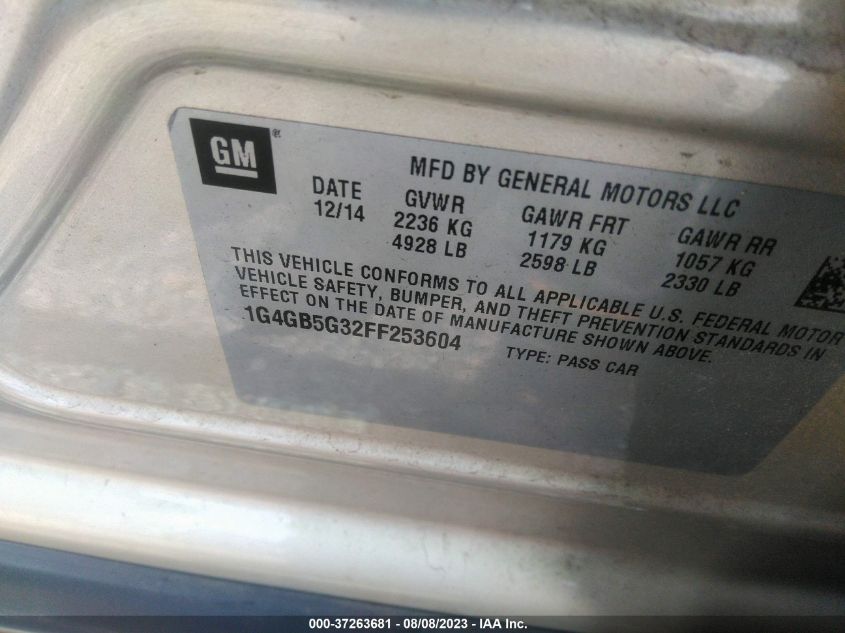 GM®
MFD BY GENERAL MOTORS LLC
DATE GVWR GAWR FRT GAWR RR
12/14 2236 KG 1179 KG 1057 KG
4928 LB 2598 LB 2330 LB
THIS VEHICLE CONFORMS TO ALL APPLICABLE U.S. FEDERAL MOTOR
VEHICLE SAFETY, BUMPER, AND THEFT PREVENTION STANDARDS IN
EFFECT ON THE DATE OF MANUFACTURE SHOWN ABOVE.
1G4GB5G32FF253604 TYPE: PASS CAR
000-37263681 - 08/08/2023 - IAA Inc.